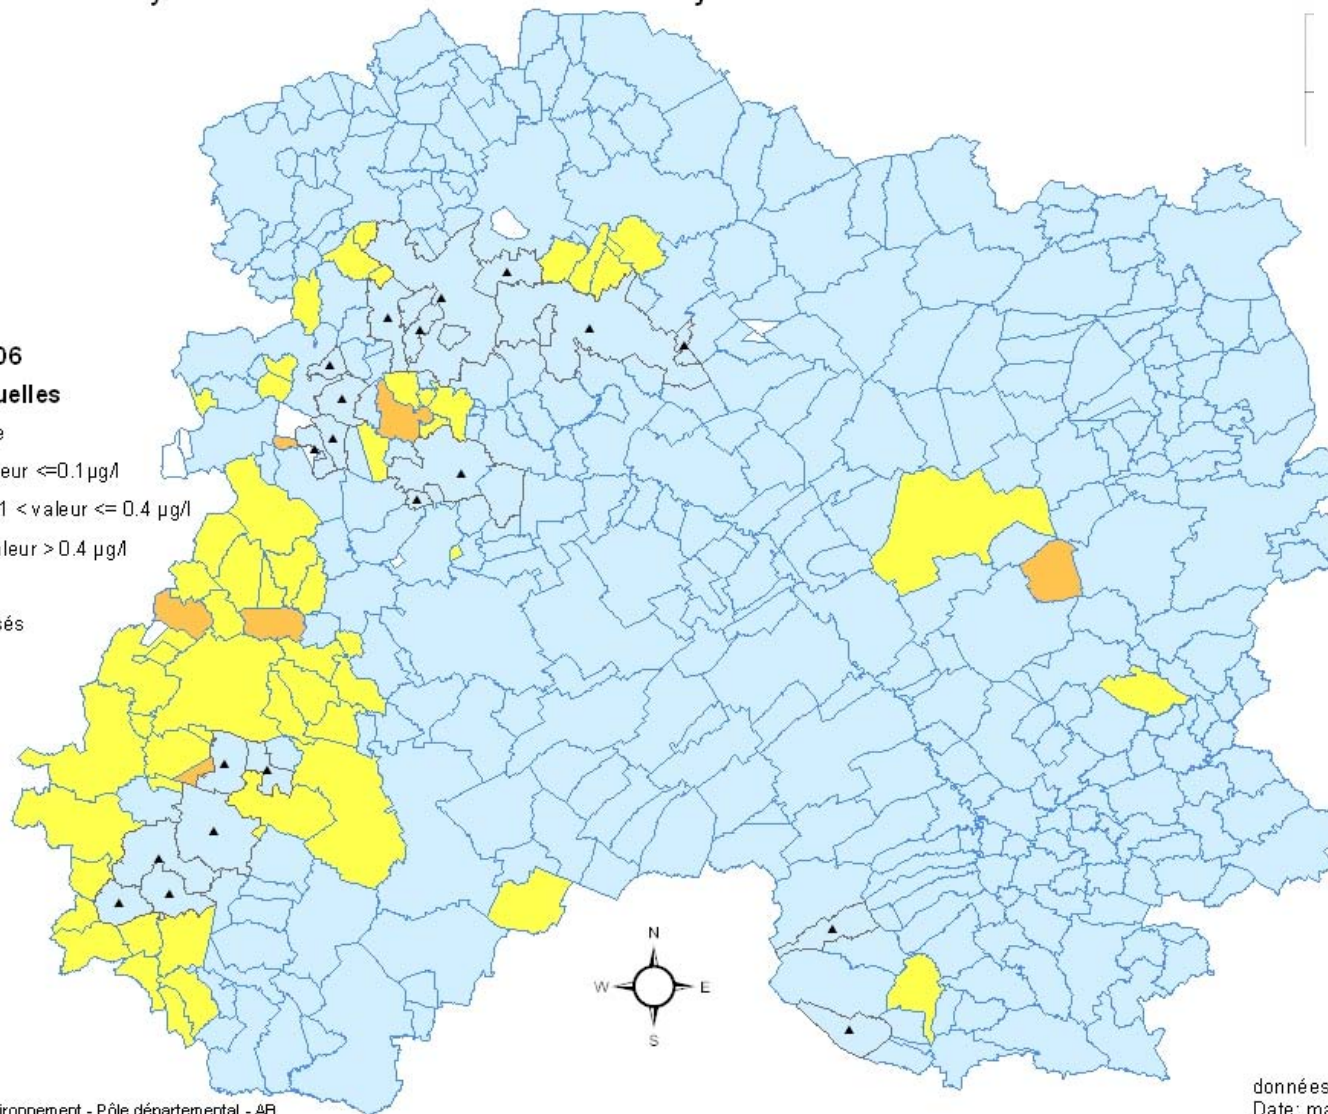 06
uelles
e
eur <=0.1µg/l
1 < valeur <= 0.4 µg/l
leur > 0.4 µg/l
sés
N
W E
S
ironnement - Pôle départemental - AB
données
Date: ma